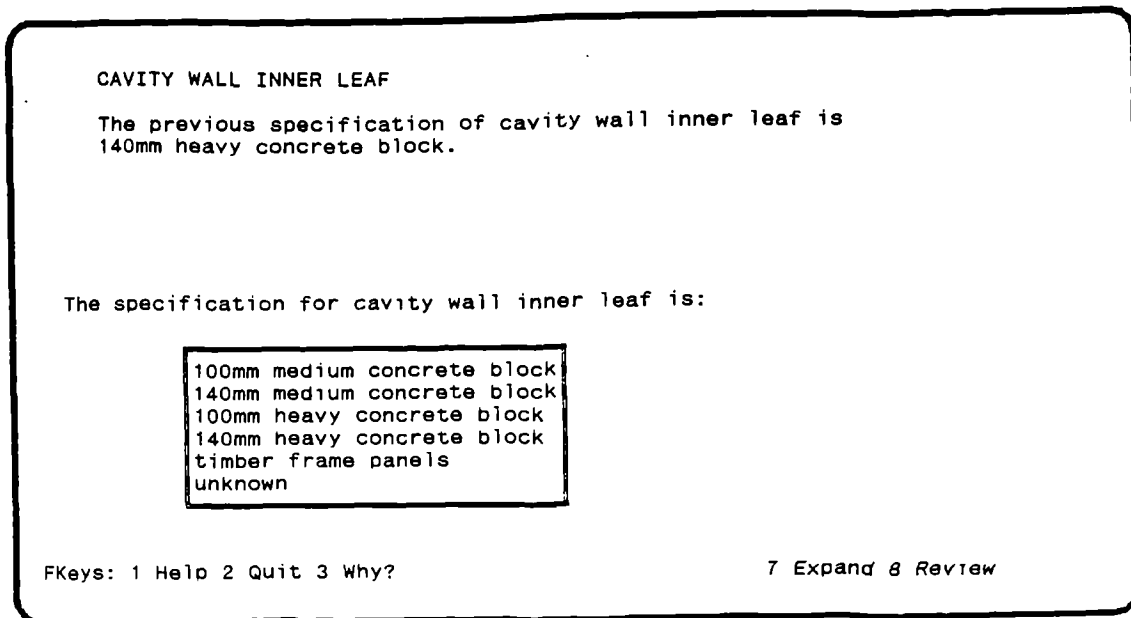 CAVITY WALL INNER LEAF
The previous specification of cavity wall inner leaf is
140mm heavy concrete block.
The specification for cavity wall inner leaf is:
100mm medium concrete block
140mm medium concrete block
100mm heavy concrete block
140mm heavy concrete block
timber frame panels
unknown
FKeys: 1 Help 2 Quit 3 Why? 7 Expand 8 Review